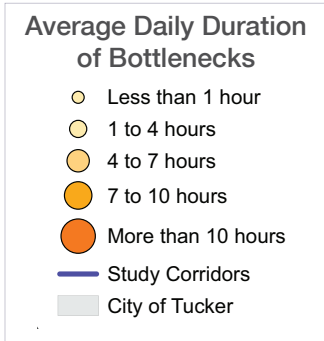 Average Daily Duration
of Bottlenecks
Less than 1 hour
1 to 4 hours
4 to 7 hours
7 to 10 hours
More than 10 hours
Study Corridors
City of Tucker